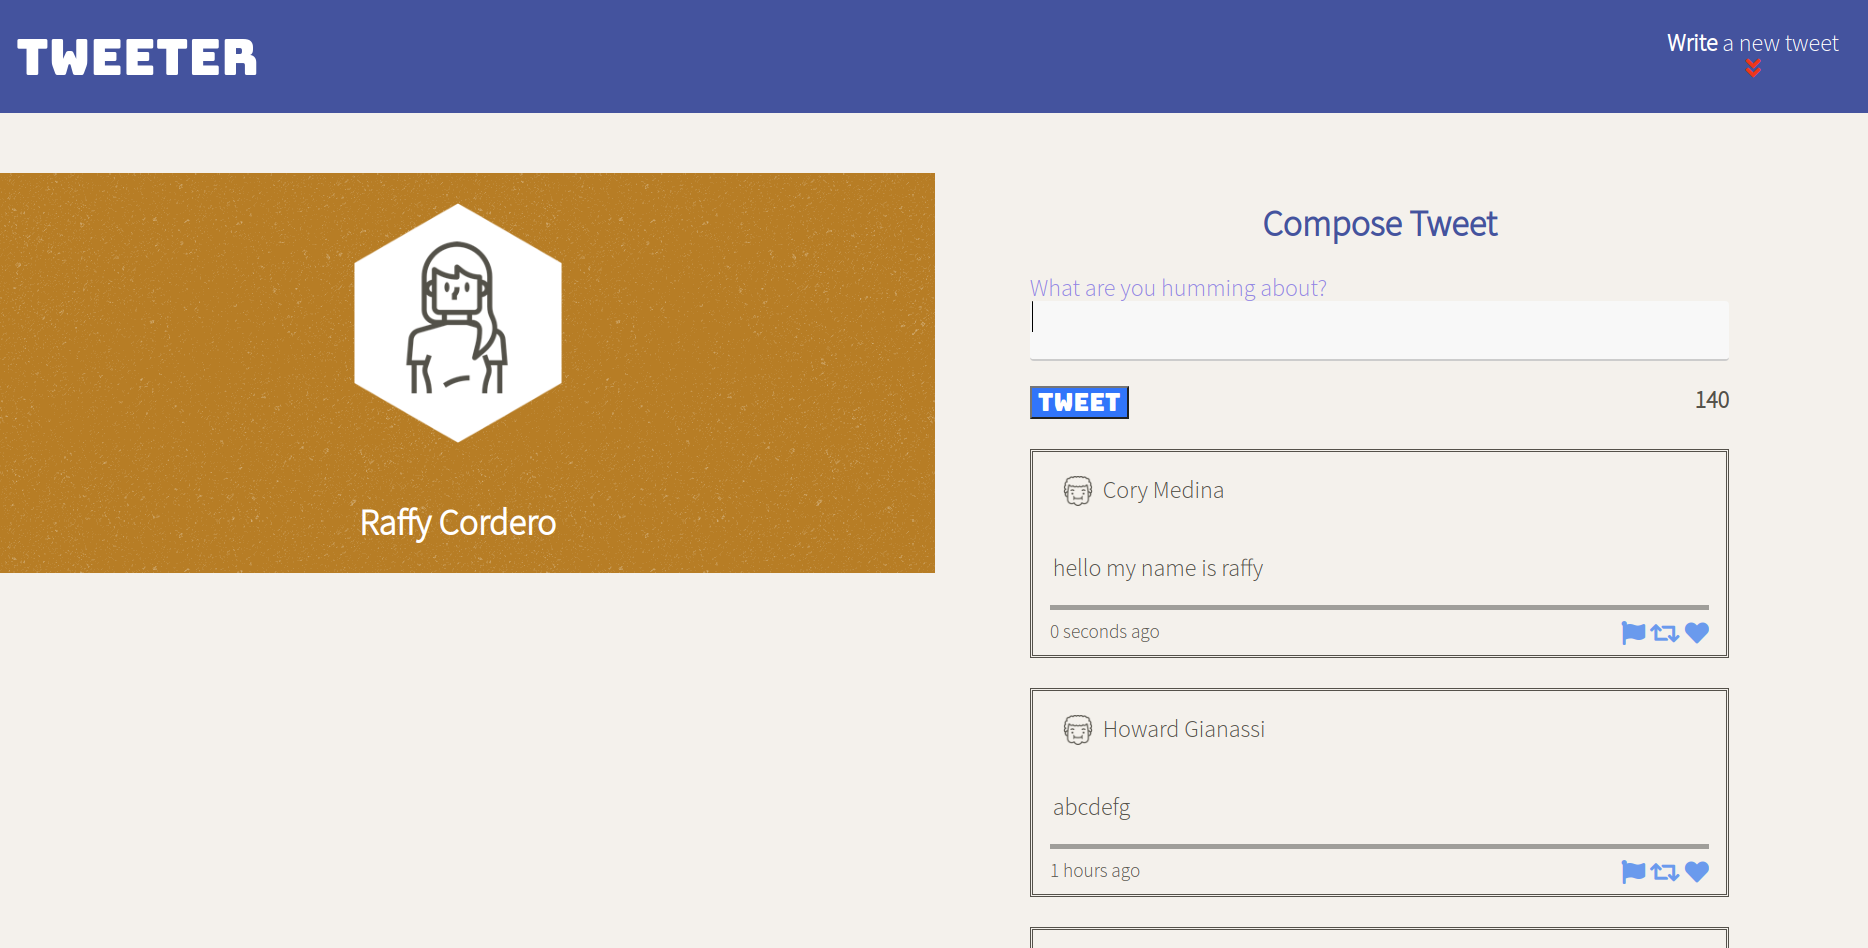 TWEETER
Write a new tweet
Raffy Cordero
Compose Tweet
What are you humming about?
TWEET
140
Cory Medina
hello my name is raffy
0 seconds ago
Howard Gianassi
abcdefg
1 hours ago